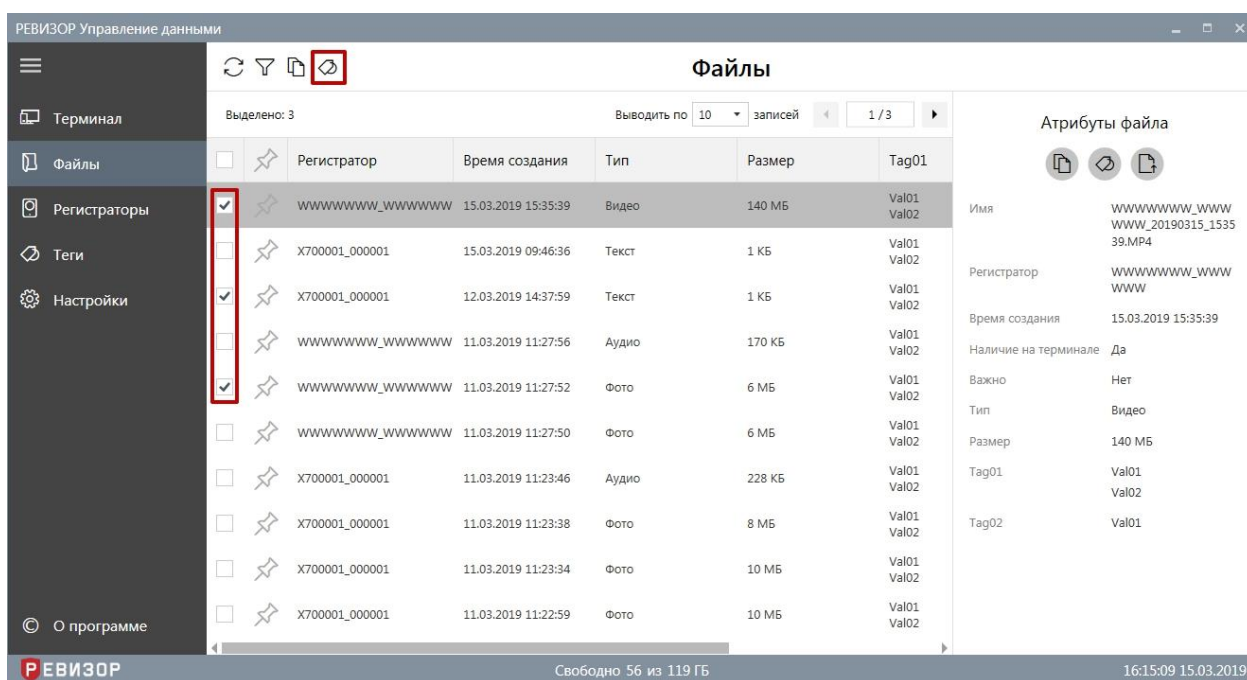 РЕВИЗОР Управление данными
Файлы
Терминал
Файлы
Регистраторы
Теги
Настройки
© О программе
Выделено: 3
Выводить по 10 записей 1 / 3
Регистратор Время создания Тип Размер Tag01
WWWWWWW_WWWWWW 15.03.2019 15:35:39 Видео 140 МБ Val01
Val02
X700001_000001 15.03.2019 09:46:36 Текст 1 КБ Val01
Val02
X700001_000001 12.03.2019 14:37:59 Текст 1 КБ Val01
Val02
WWWWWWW_WWWWWW 11.03.2019 11:27:56 Аудио 170 КБ Val01
Val02
WWWWWWW_WWWWWW 11.03.2019 11:27:52 Фото 6 МБ Val01
Val02
WWWWWWW_WWWWWW 11.03.2019 11:27:50 Фото 6 МБ Val01
Val02
X700001_000001 11.03.2019 11:23:46 Аудио 228 КБ Val01
Val02
X700001_000001 11.03.2019 11:23:38 Фото 8 МБ Val01
Val02
X700001_000001 11.03.2019 11:23:34 Фото 10 МБ Val01
Val02
X700001_000001 11.03.2019 11:22:59 Фото 10 МБ Val01
Val02
Атрибуты файла
Имя WWWWWWW_WWW
WWW_20190315_1535
39.MP4
Регистратор WWWWWWW_WWW
WWW
Время создания 15.03.2019 15:35:39
Наличие на терминале Да
Важно Нет
Тип Видео
Размер 140 МБ
Tag01 Val01
Val02
Tag02 Val01
РЕВИЗОР
Свободно 56 из 119 ГБ
16:15:09 15.03.2019